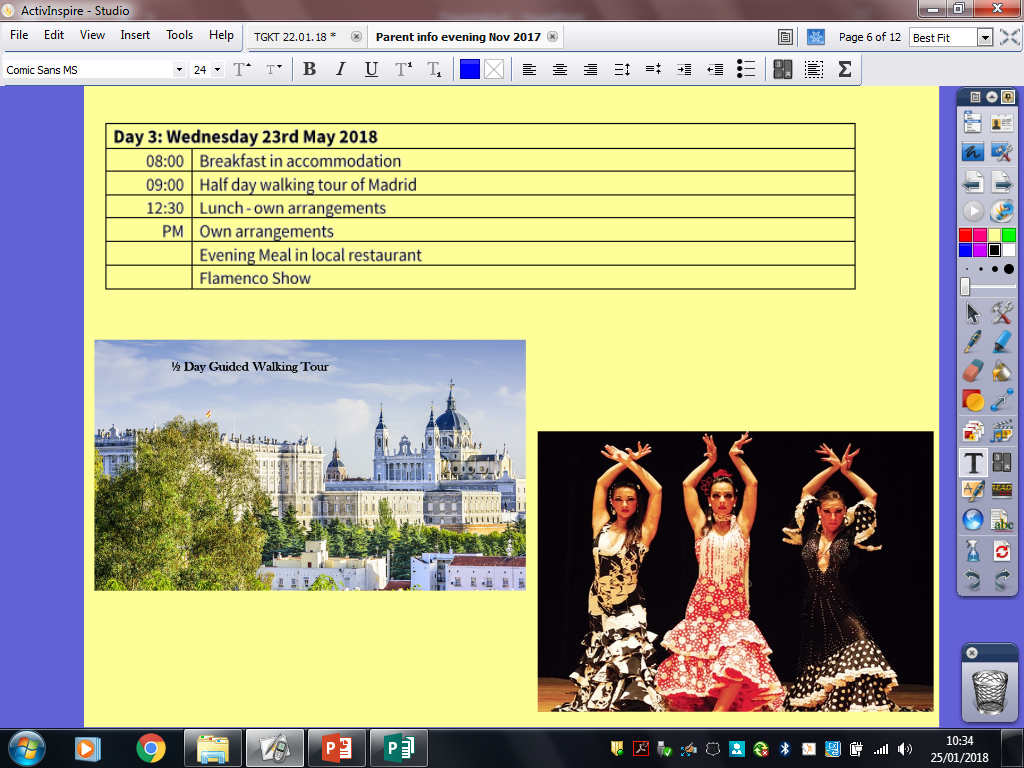 ActivInspire - Studio
File Edit View Insert Tools Help
TGKT 22.01.18 *
Parent info evening Nov 2017
Page 6 of 12
Best Fit
Comic Sans MS
24
B I U
Day 3: Wednesday 23rd May 2018
08:00 Breakfast in accommodation
09:00 Half day walking tour of Madrid
12:30 Lunch - own arrangements
PM Own arrangements
Evening Meal in local restaurant
Flamenco Show
½ Day Guided Walking Tour
10:34
25/01/2018